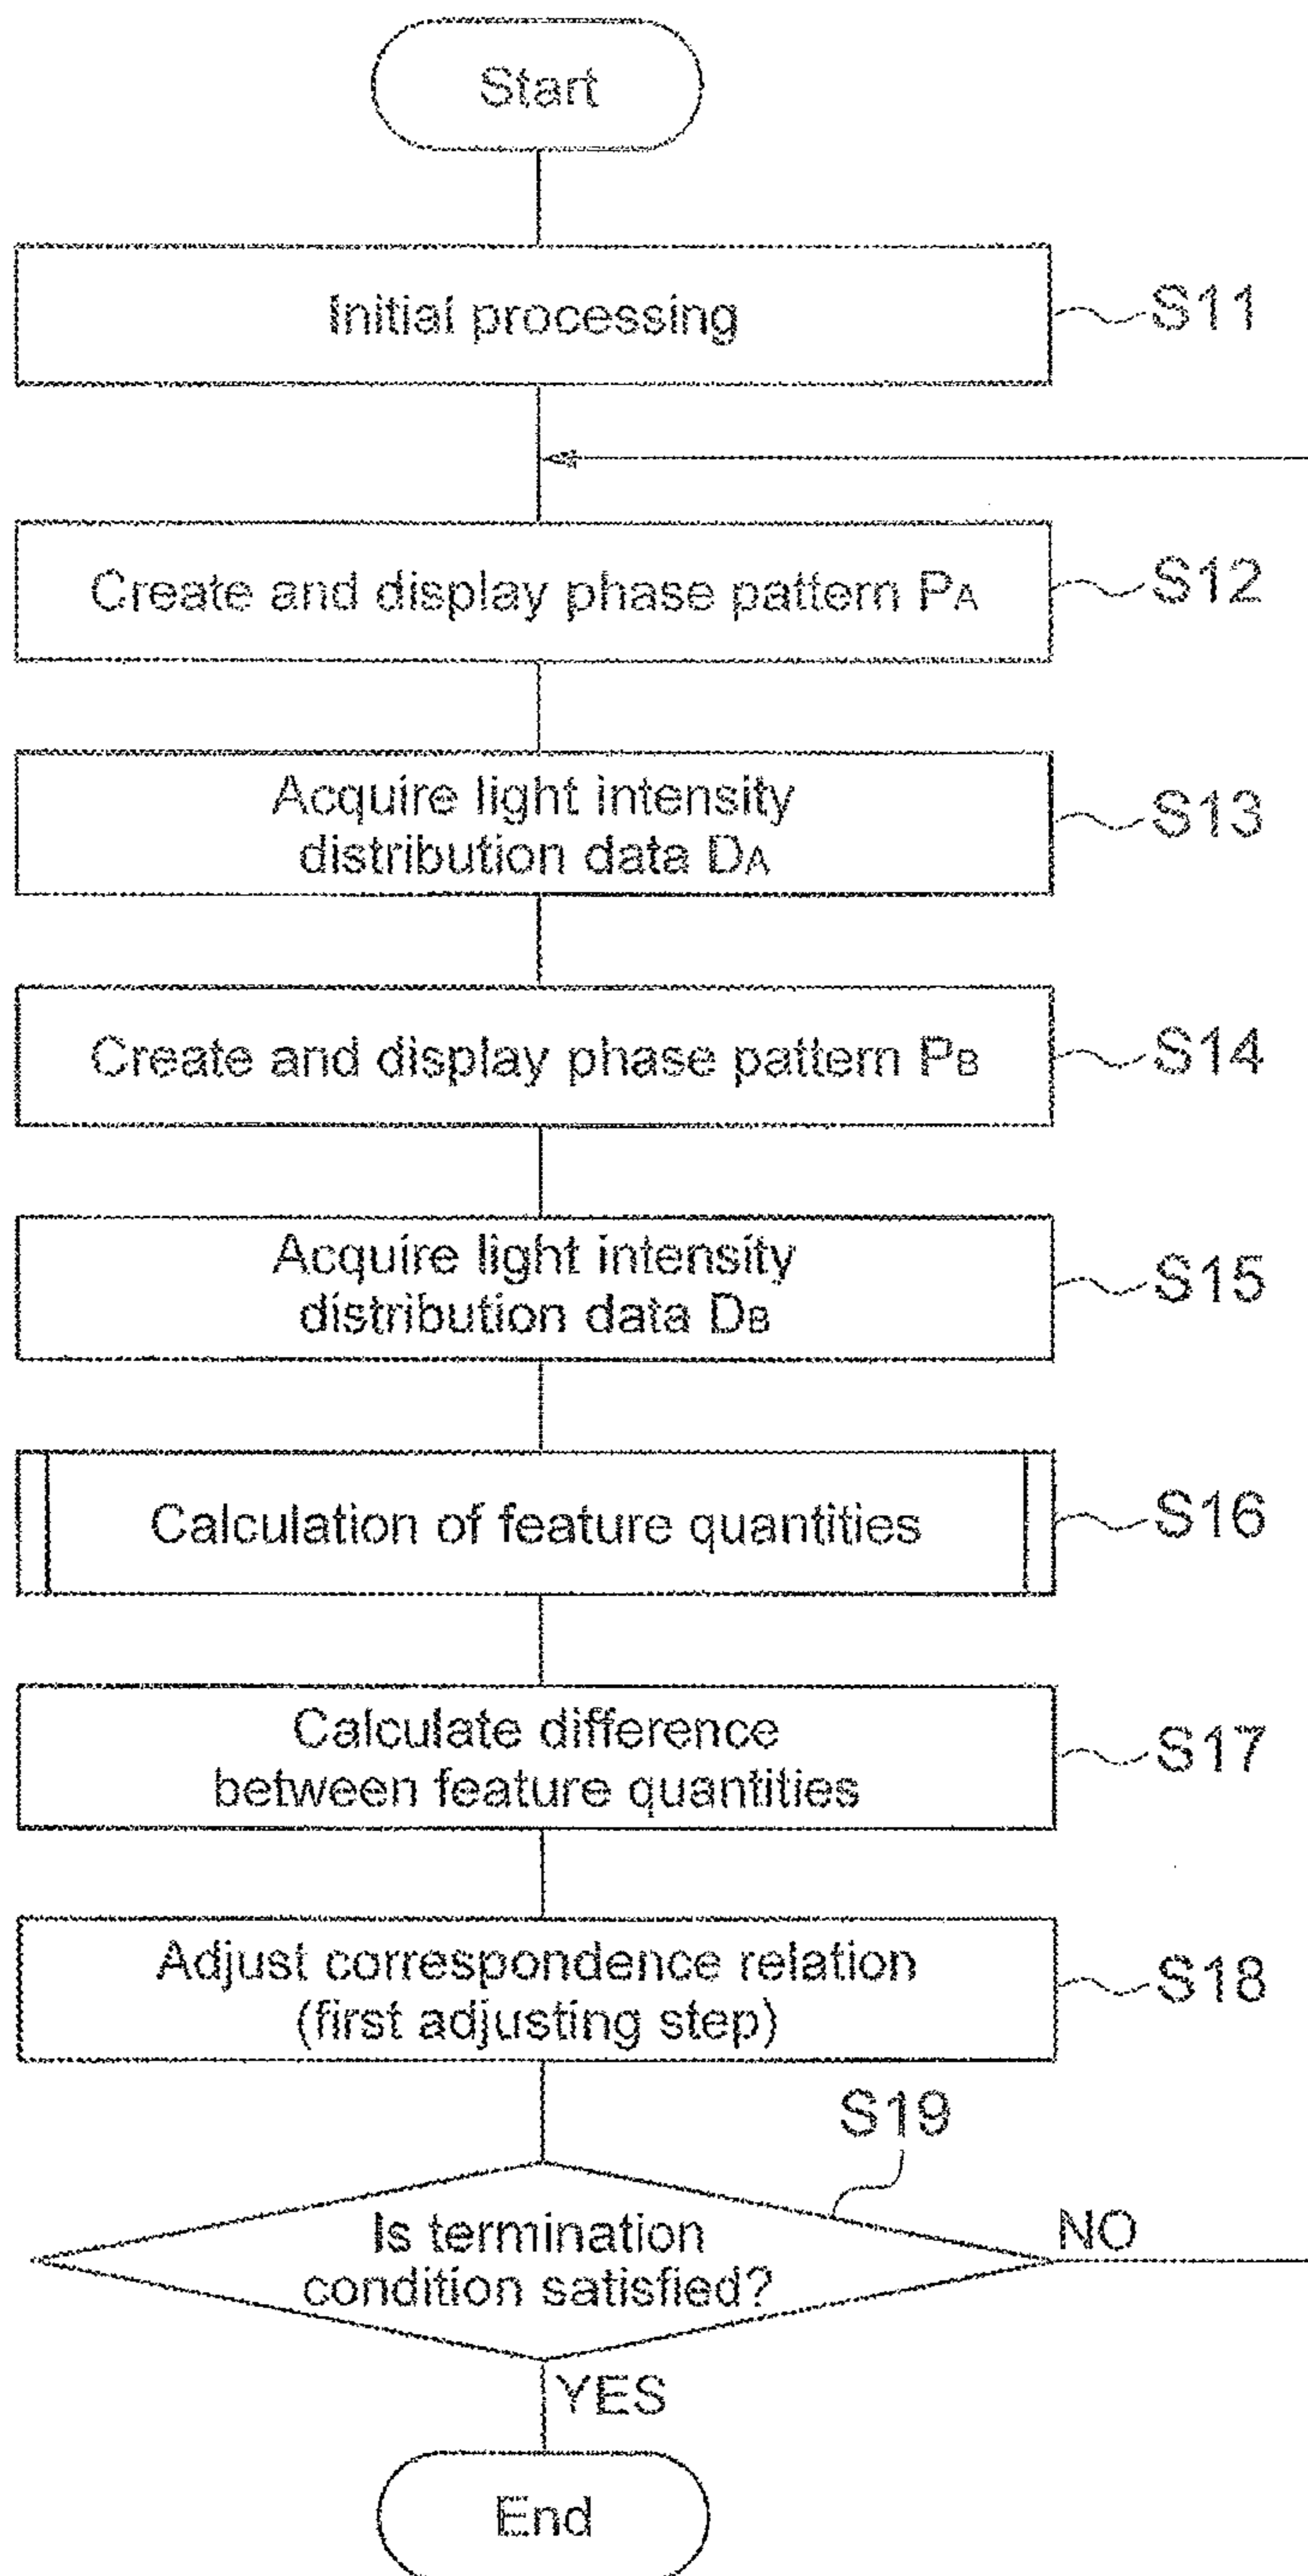 Start
Initial processing
S11
Create and display phase pattern PA
S12
Acquire light intensity
distribution data DA
S13
Create and display phase pattern PB
S14
Acquire light intensity
distribution data DB
S15
Calculation of feature quantities
S16
Calculate difference
between feature quantities
S17
Adjust correspondence relation
(first adjusting step)
S18
S19
Is termination
condition satisfied?
NO
YES
End